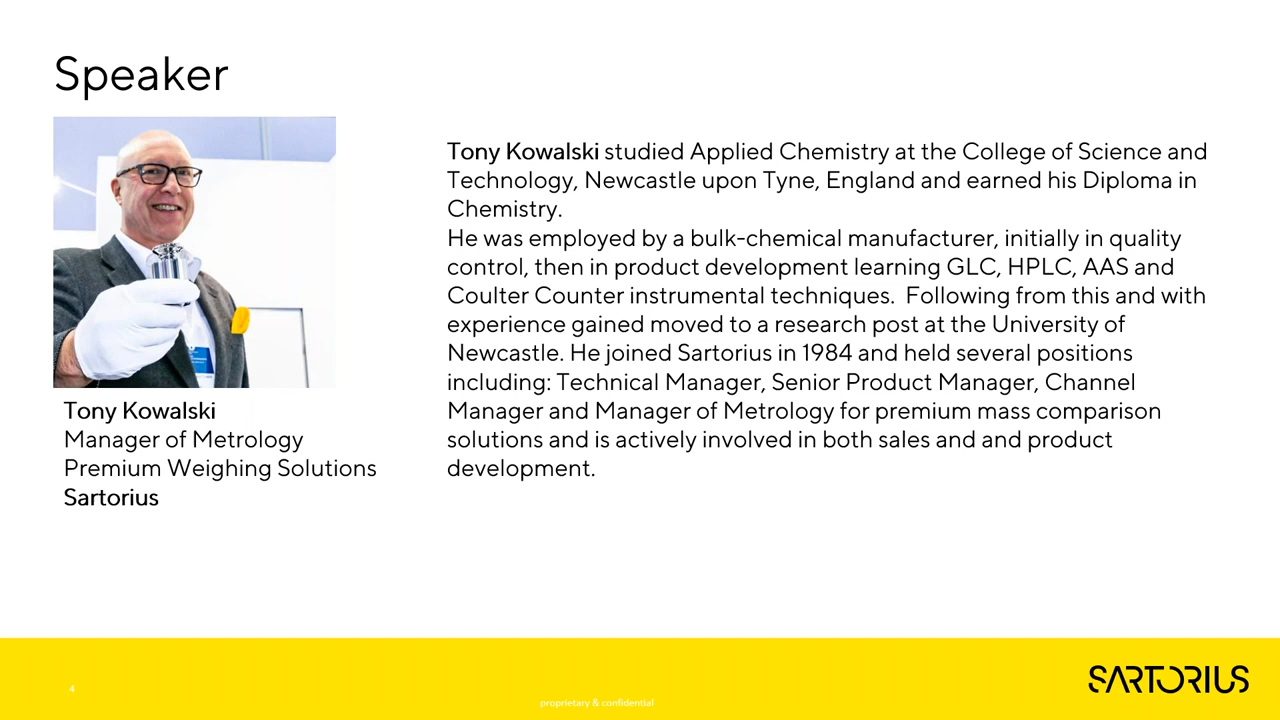 Speaker
Tony Kowalski studied Applied Chemistry at the College of Science and
Technology, Newcastle upon Tyne, England and earned his Diploma in
Chemistry.
He was employed by a bulk-chemical manufacturer, initially in quality
control, then in product development learning GLC, HPLC, AAS and
Coulter Counter instrumental techniques.  Following from this and with
experience gained moved to a research post at the University of
Newcastle. He joined Sartorius in 1984 and held several positions
including: Technical Manager, Senior Product Manager, Channel
Manager and Manager of Metrology for premium mass comparison
solutions and is actively involved in both sales and and product
development.
Tony Kowalski
Manager of Metrology
Premium Weighing Solutions
Sartorius
4
proprietary & confidential
SARTORIUS